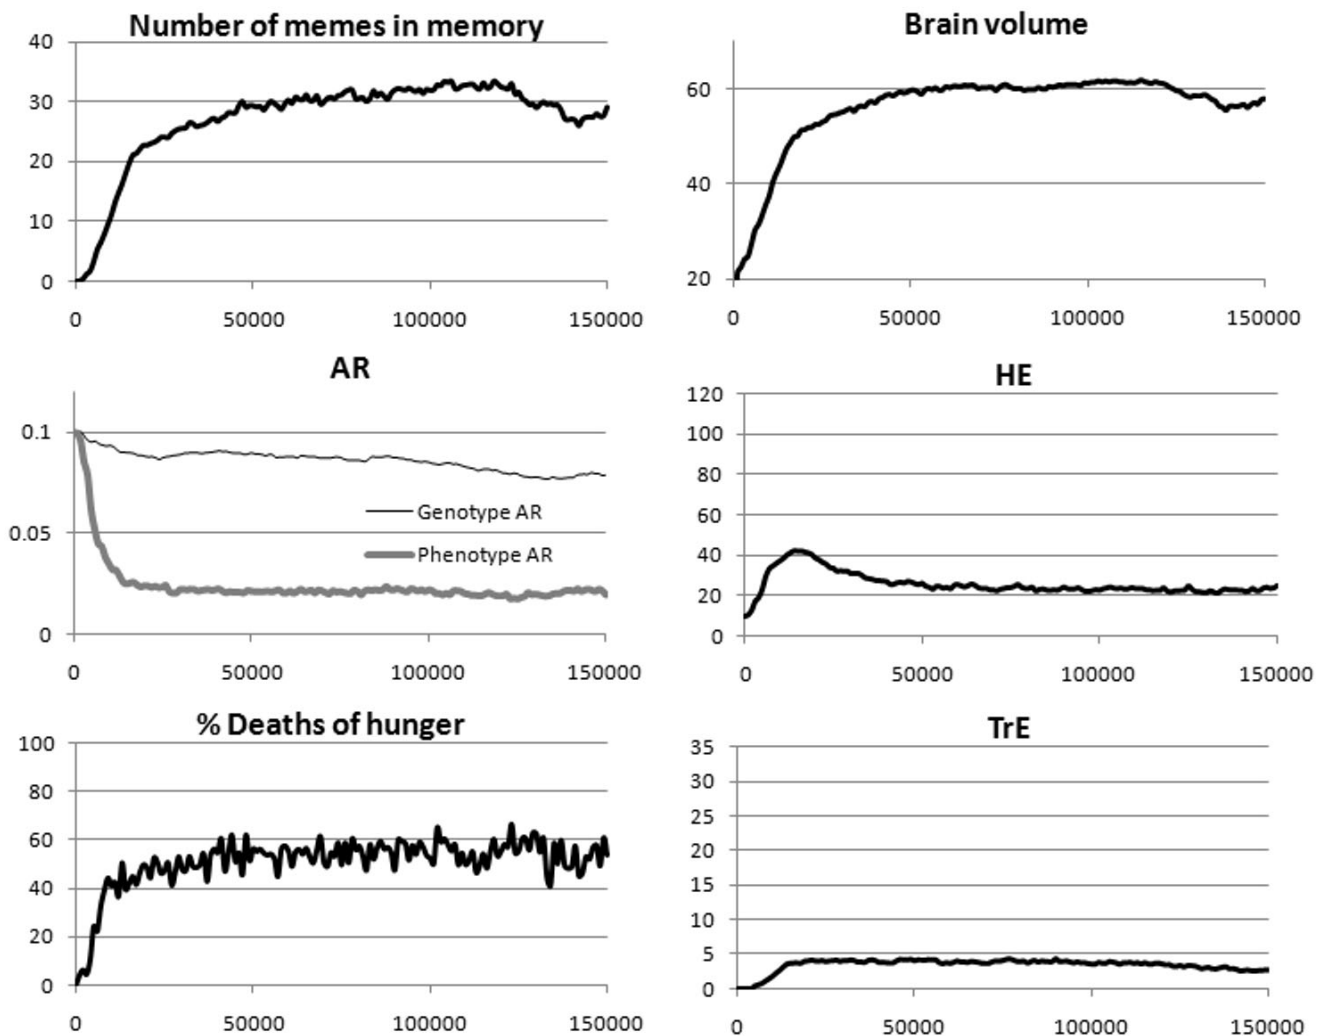 Number of memes in memory
40
30
20
10
0
0 50000 100000 150000
Brain volume
60
40
20
0 50000 100000 150000
AR
0.1
0.05
0
Genotype AR
Phenotype AR
0 50000 100000 150000
HE
120
100
80
60
40
20
0
0 50000 100000 150000
% Deaths of hunger
100
80
60
40
20
0
0 50000 100000 150000
TrE
35
30
25
20
15
10
5
0
0 50000 100000 150000